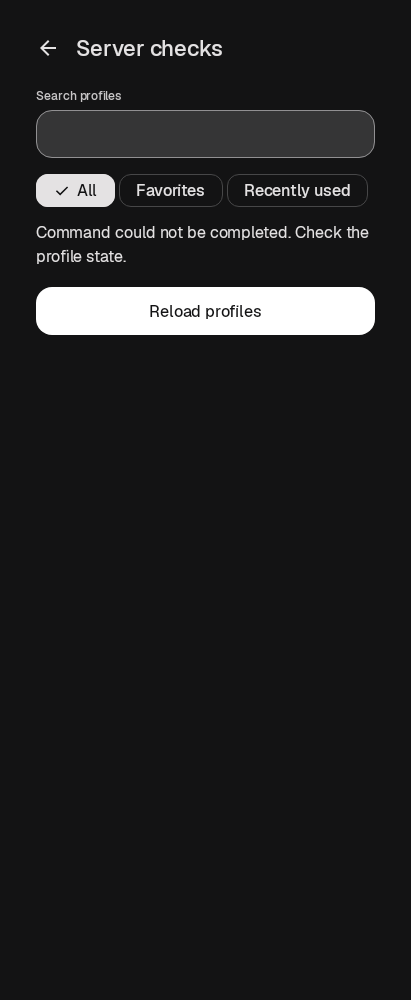 Server checks
Search profiles
All
Favorites
Recently used
Command could not be completed. Check the
profile state.
Reload profiles